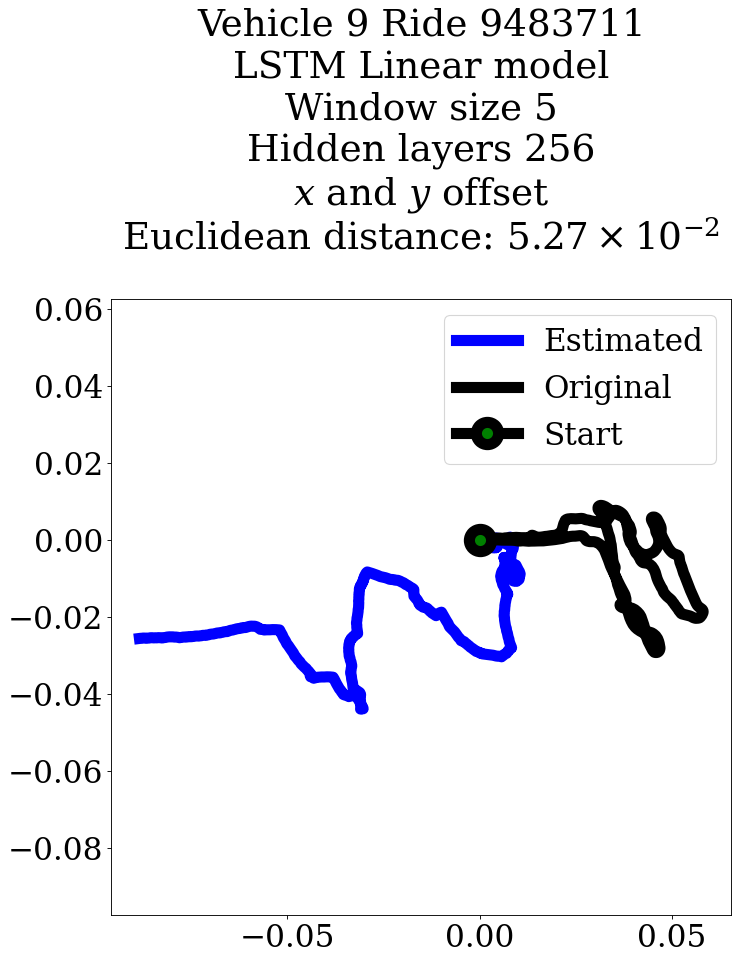 Vehicle 9 Ride 9483711
LSTM Linear model
Window size 5
Hidden layers 256
x and y offset
Euclidean distance: 5.27 × 10⁻²
0.06
0.04
0.02
0.00
−0.02
−0.04
−0.06
−0.08
Estimated
Original
Start
−0.05
0.00
0.05